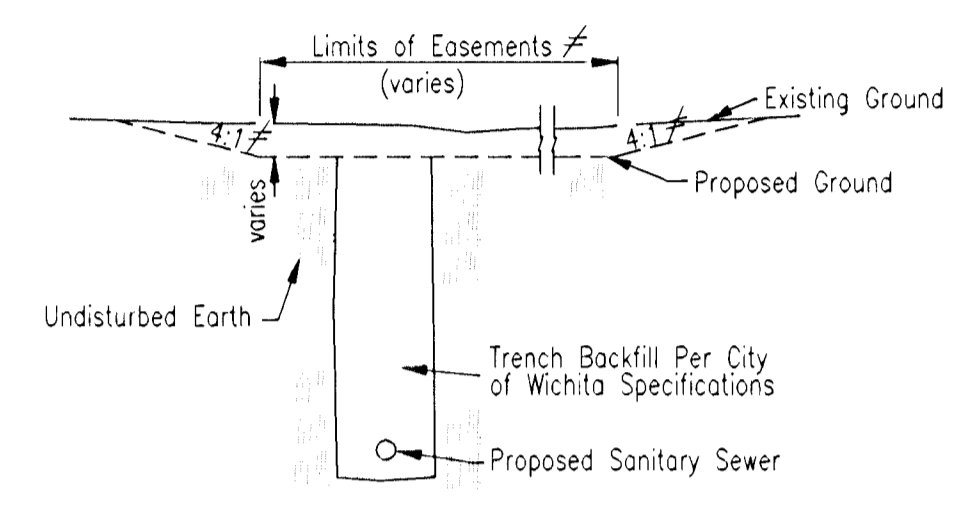 Limits of Easements ≠
(varies)
Existing Ground
4:1 ≠
4:1 ≠
Proposed Ground
varies
Undisturbed Earth
Trench Backfill Per City
of Wichita Specifications
Proposed Sanitary Sewer